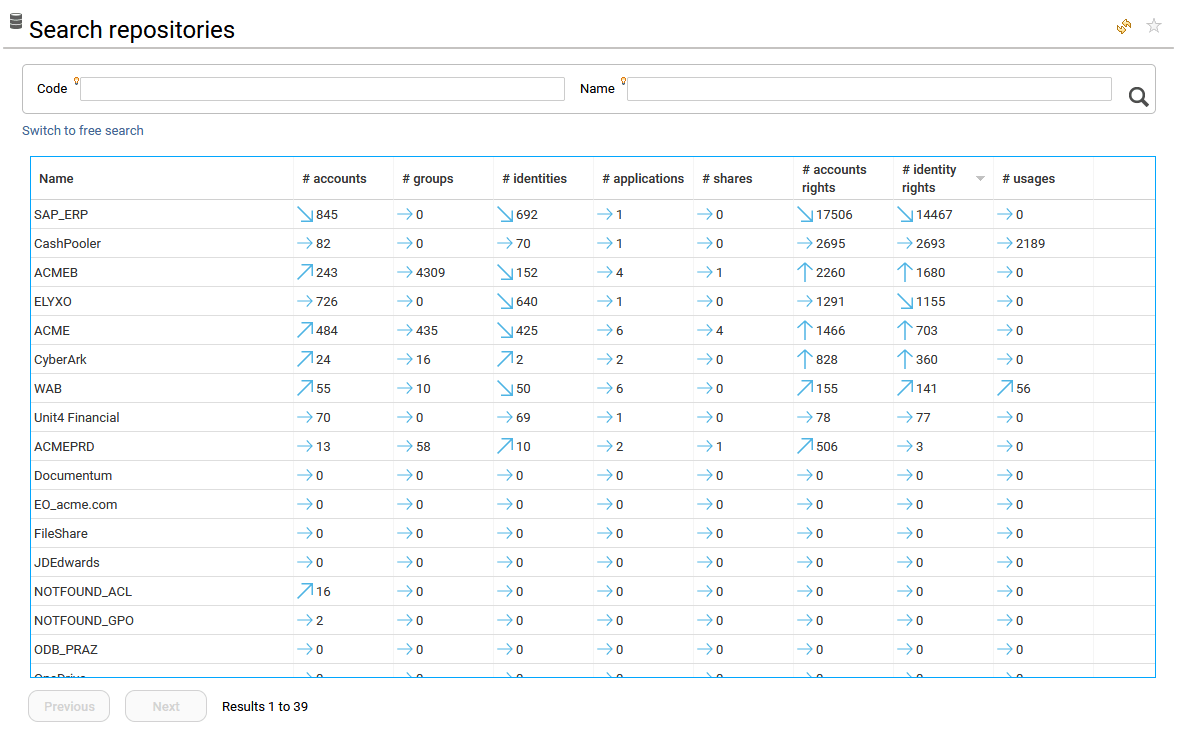 Search repositories
Code Name
Switch to free search
Name # accounts # groups # identities # applications # shares # accounts rights # identity rights # usages
SAP_ERP 845 0 692 1 0 17506 14467 0
CashPooler 82 0 70 1 0 2695 2693 2189
ACMEB 243 4309 152 4 1 2260 1680 0
ELYXO 726 0 640 1 0 1291 1155 0
ACME 484 435 425 6 4 1466 703 0
CyberArk 24 16 2 2 0 828 360 0
WAB 55 10 50 6 0 155 141 56
Unit4 Financial 70 0 69 1 0 78 77 0
ACMEPRD 13 58 10 2 1 506 3 0
Documentum 0 0 0 0 0 0 0 0
EO_acme.com 0 0 0 0 0 0 0 0
FileShare 0 0 0 0 0 0 0 0
JDEdwards 0 0 0 0 0 0 0 0
NOTFOUND_ACL 16 0 0 0 0 0 0 0
NOTFOUND_GPO 2 0 0 0 0 0 0 0
ODB_PRAZ 0 0 0 0 0 0 0 0
Previous Next Results 1 to 39